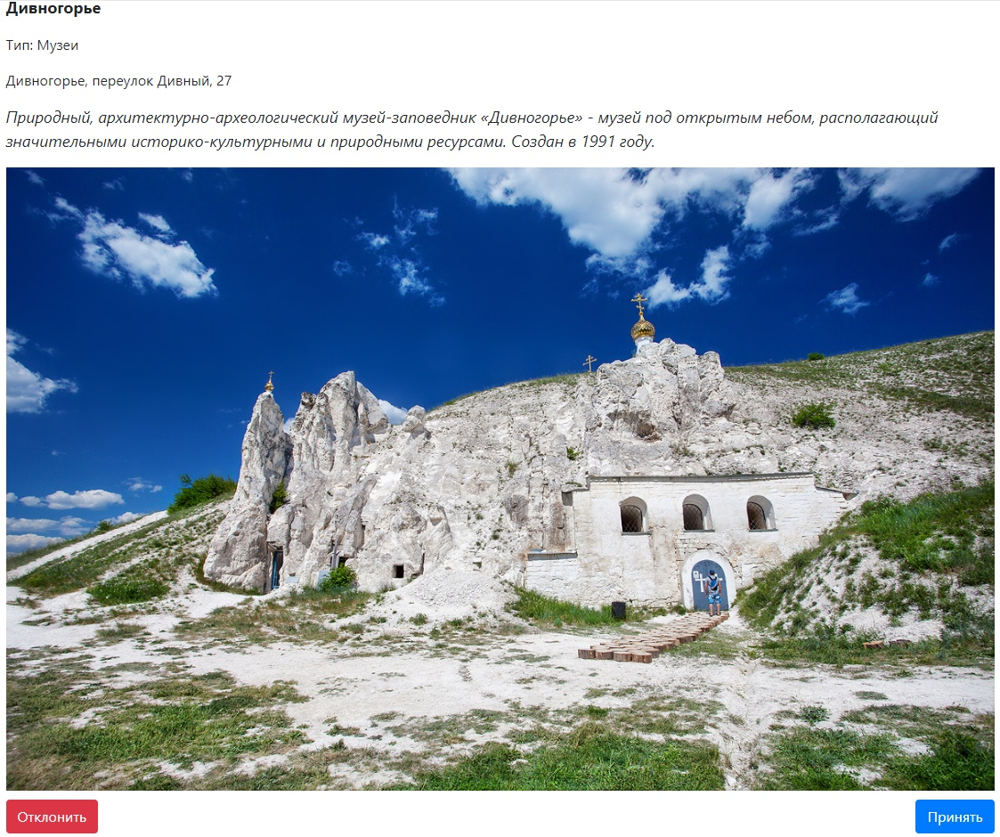 Дивногорье
Тип: Музеи
Дивногорье, переулок Дивный, 27
Природный, архитектурно-археологический музей-заповедник «Дивногорье» - музей под открытым небом, располагающий
значительными историко-культурными и природными ресурсами. Создан в 1991 году.
Отклонить
Принять